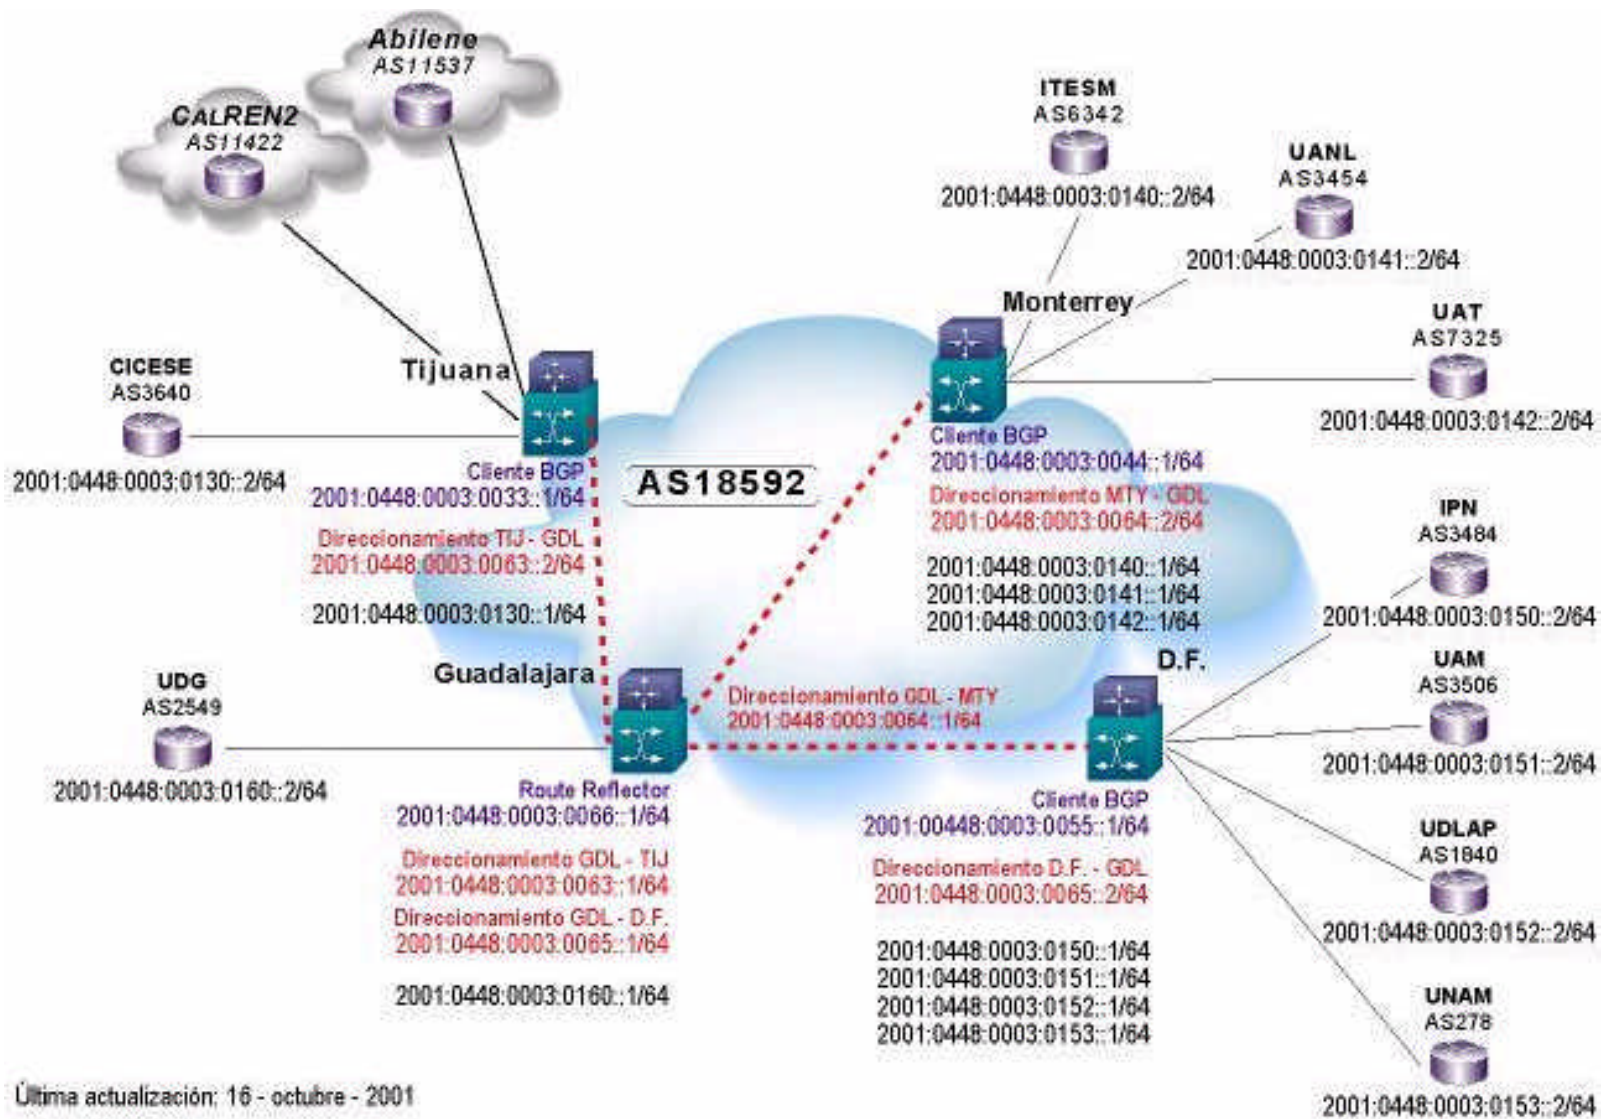 Abilene
AS11537
CALREN2
AS11422
ITESM
AS6342
2001:0448:0003:0140::2/64
UANL
AS3454
2001:0448:0003:0141::2/64
Monterrey
UAT
AS7325
2001:0448:0003:0142::2/64
Tijuana
CICESE
AS3640
2001:0448:0003:0130::2/64
Cliente BGP
2001:0448:0003:0033::1/64
Direccionamiento TIJ - GDL
2001:0448:0003:0063::2/64
2001:0448:0003:0130::1/64
AS18592
Cliente BGP
2001:0448:0003:0044::1/64
Direccionamiento MTY - GDL
2001:0448:0003:0064::2/64
2001:0448:0003:0140::1/64
2001:0448:0003:0141::1/64
2001:0448:0003:0142::1/64
IPN
AS3484
2001:0448:0003:0150::2/64
Guadalajara
UDG
AS2549
2001:0448:0003:0160::2/64
Direccionamiento GDL - MTY
2001:0448:0003:0064::1/64
D.F.
UAM
AS3506
2001:0448:0003:0151::2/64
Route Reflector
2001:0448:0003:0066::1/64
Direccionamiento GDL - TIJ
2001:0448:0003:0063::1/64
Direccionamiento GDL - D.F.
2001:0448:0003:0065::1/64
2001:0448:0003:0160::1/64
Cliente BGP
2001:00448:0003:0055::1/64
Direccionamiento D.F. - GDL
2001:0448:0003:0065::2/64
2001:0448:0003:0150::1/64
2001:0448:0003:0151::1/64
2001:0448:0003:0152::1/64
2001:0448:0003:0153::1/64
UDLAP
AS1840
2001:0448:0003:0152::2/64
UNAM
AS278
2001:0448:0003:0153::2/64
Última actualización: 16 - octubre - 2001